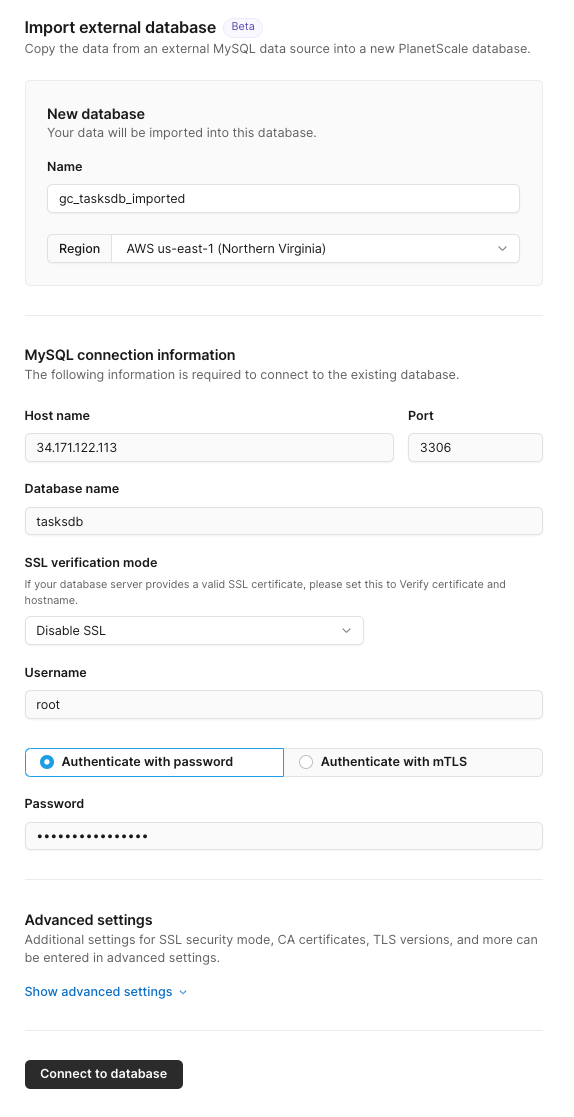 Import external database Beta
Copy the data from an external MySQL data source into a new PlanetScale database.
New database
Your data will be imported into this database.
Name
gc_tasksdb_imported
Region AWS us-east-1 (Northern Virginia)
MySQL connection information
The following information is required to connect to the existing database.
Host name Port
34.171.122.113 3306
Database name
tasksdb
SSL verification mode
If your database server provides a valid SSL certificate, please set this to Verify certificate and
hostname.
Disable SSL
Username
root
Authenticate with password Authenticate with mTLS
Password
••••••••••••••••
Advanced settings
Additional settings for SSL security mode, CA certificates, TLS versions, and more can
be entered in advanced settings.
Show advanced settings
Connect to database